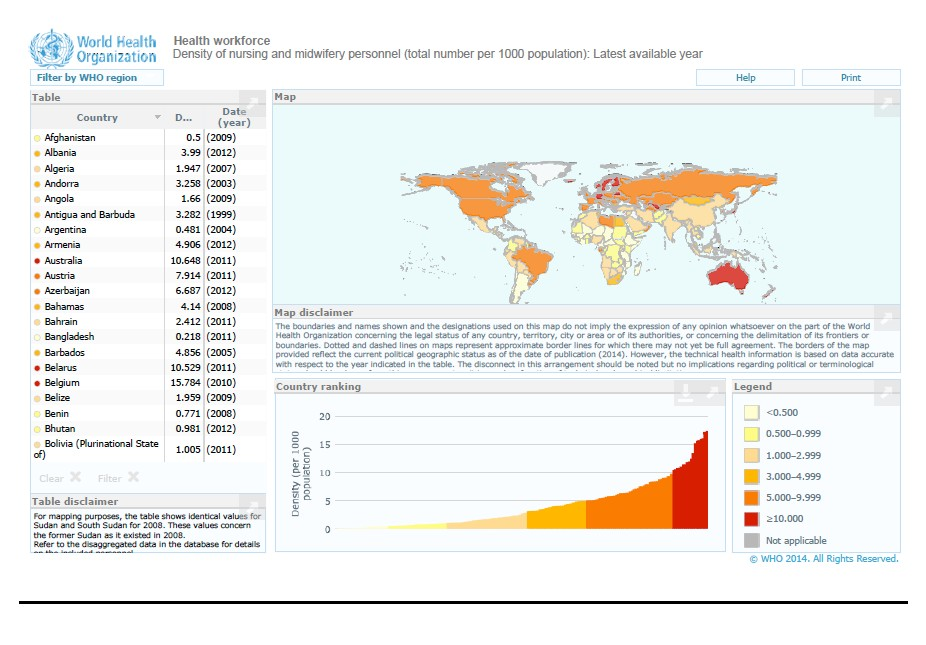 World Health
Organization
Health workforce
Density of nursing and midwifery personnel (total number per 1000 population): Latest available year
Filter by WHO region
Help
Print
Table
Country
D...
Date
(year)
Afghanistan 0.5 (2009)
Albania 3.99 (2012)
Algeria 1.947 (2007)
Andorra 3.258 (2003)
Angola 1.66 (2009)
Antigua and Barbuda 3.282 (1999)
Argentina 0.481 (2004)
Armenia 4.906 (2012)
Australia 10.648 (2011)
Austria 7.914 (2011)
Azerbaijan 6.687 (2012)
Bahamas 4.14 (2008)
Bahrain 2.412 (2011)
Bangladesh 0.218 (2011)
Barbados 4.856 (2005)
Belarus 10.529 (2011)
Belgium 15.784 (2010)
Belize 1.959 (2009)
Benin 0.771 (2008)
Bhutan 0.981 (2012)
Bolivia (Plurinational State
of) 1.005 (2011)
Clear
Filter
Table disclaimer
For mapping purposes, the table shows identical values for
Sudan and South Sudan for 2008. These values concern
the former Sudan as it existed in 2008.
Refer to the disaggregated data in the database for details
on the included personnel
Map
Map disclaimer
The boundaries and names shown and the designations used on this map do not imply the expression of any opinion whatsoever on the part of the World
Health Organization concerning the legal status of any country, territory, city or area or of its authorities, or concerning the delimitation of its frontiers or
boundaries. Dotted and dashed lines on maps represent approximate border lines for which there may not yet be full agreement. The borders of the map
provided reflect the current political geographic status as of the date of publication (2014). However, the technical health information is based on data accurate
with respect to the year indicated in the table. The disconnect in this arrangement should be noted but no implications regarding political or terminological
Country ranking
Density (per 1000
population)
20
15
10
5
0
Legend
<0.500
0.500–0.999
1.000–2.999
3.000–4.999
5.000–9.999
≥10.000
Not applicable
© WHO 2014. All Rights Reserved.